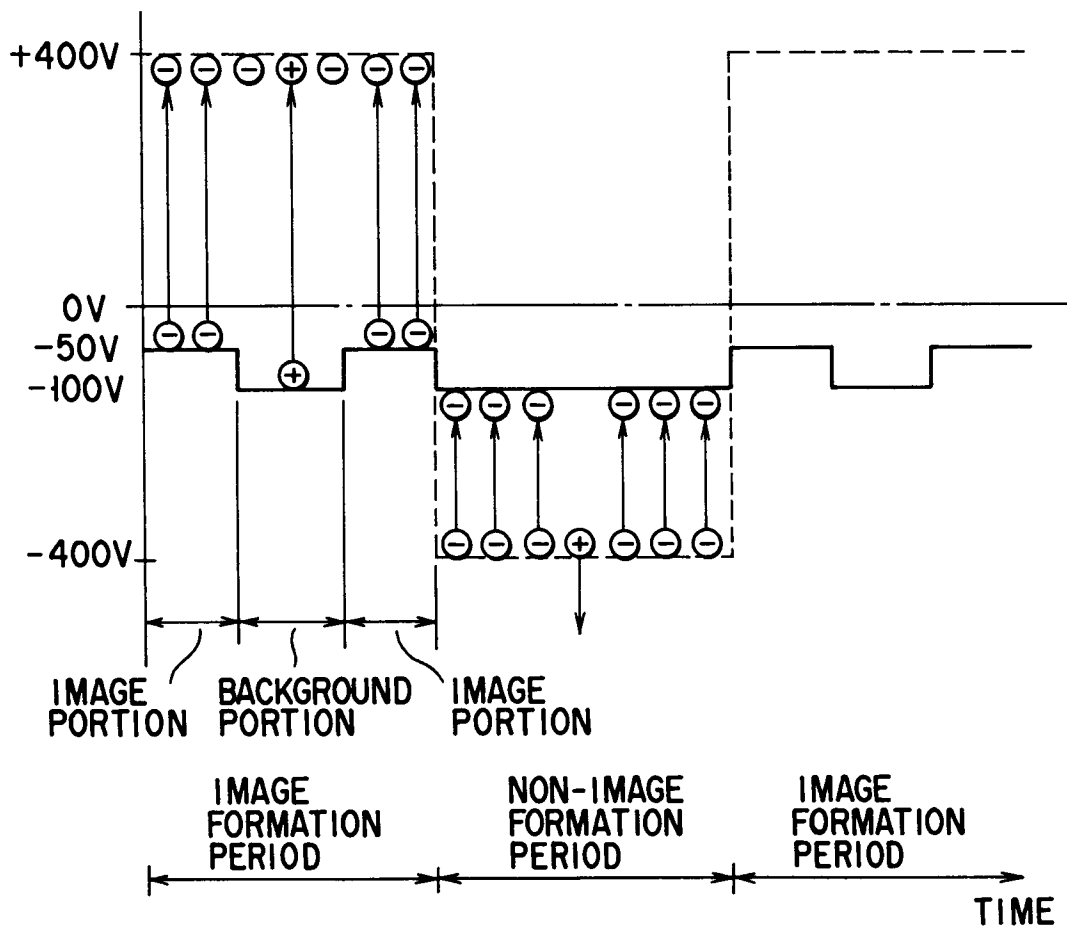 +400V
0V
-50V
-100V
-400V
IMAGE
PORTION
BACKGROUND
PORTION
IMAGE
PORTION
IMAGE
FORMATION
PERIOD
NON-IMAGE
FORMATION
PERIOD
IMAGE
FORMATION
PERIOD
TIME